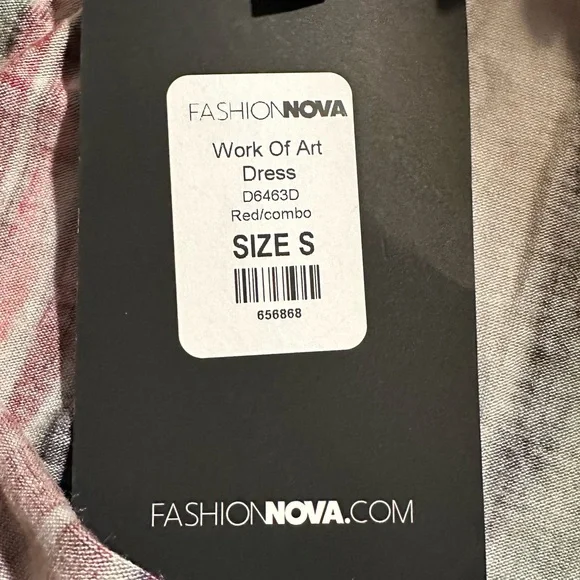 FASHIONNOVA
Work Of Art
Dress
D6463D
Red/combo
SIZE S
656868
FASHIONNOVA.COM